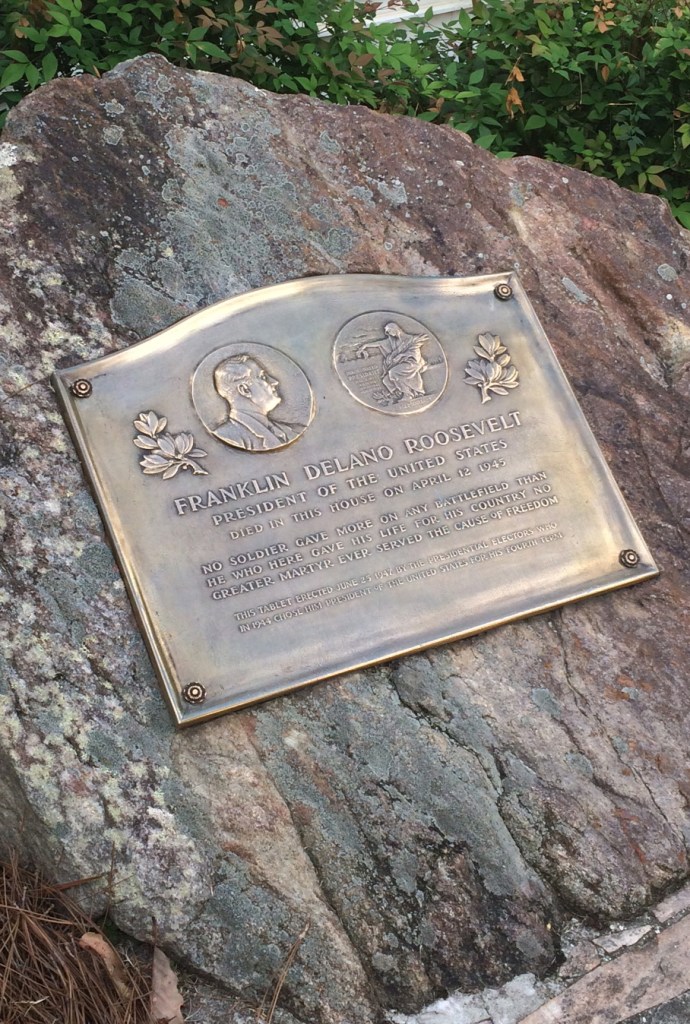 FRANKLIN DELANO ROOSEVELT
PRESIDENT OF THE UNITED STATES
DIED IN THIS HOUSE ON APRIL 12 1945
NO SOLDIER GAVE MORE ON ANY BATTLEFIELD THAN
HE WHO HERE GAVE HIS LIFE FOR HIS COUNTRY NO
GREATER MARTYR EVER SERVED THE CAUSE OF FREEDOM
THIS TABLET ERECTED JUNE 25 1947 BY THE PRESIDENTIAL ELECTORS WHO
IN 1944 CHOSE HIM PRESIDENT OF THE UNITED STATES FOR HIS FOURTH TERM